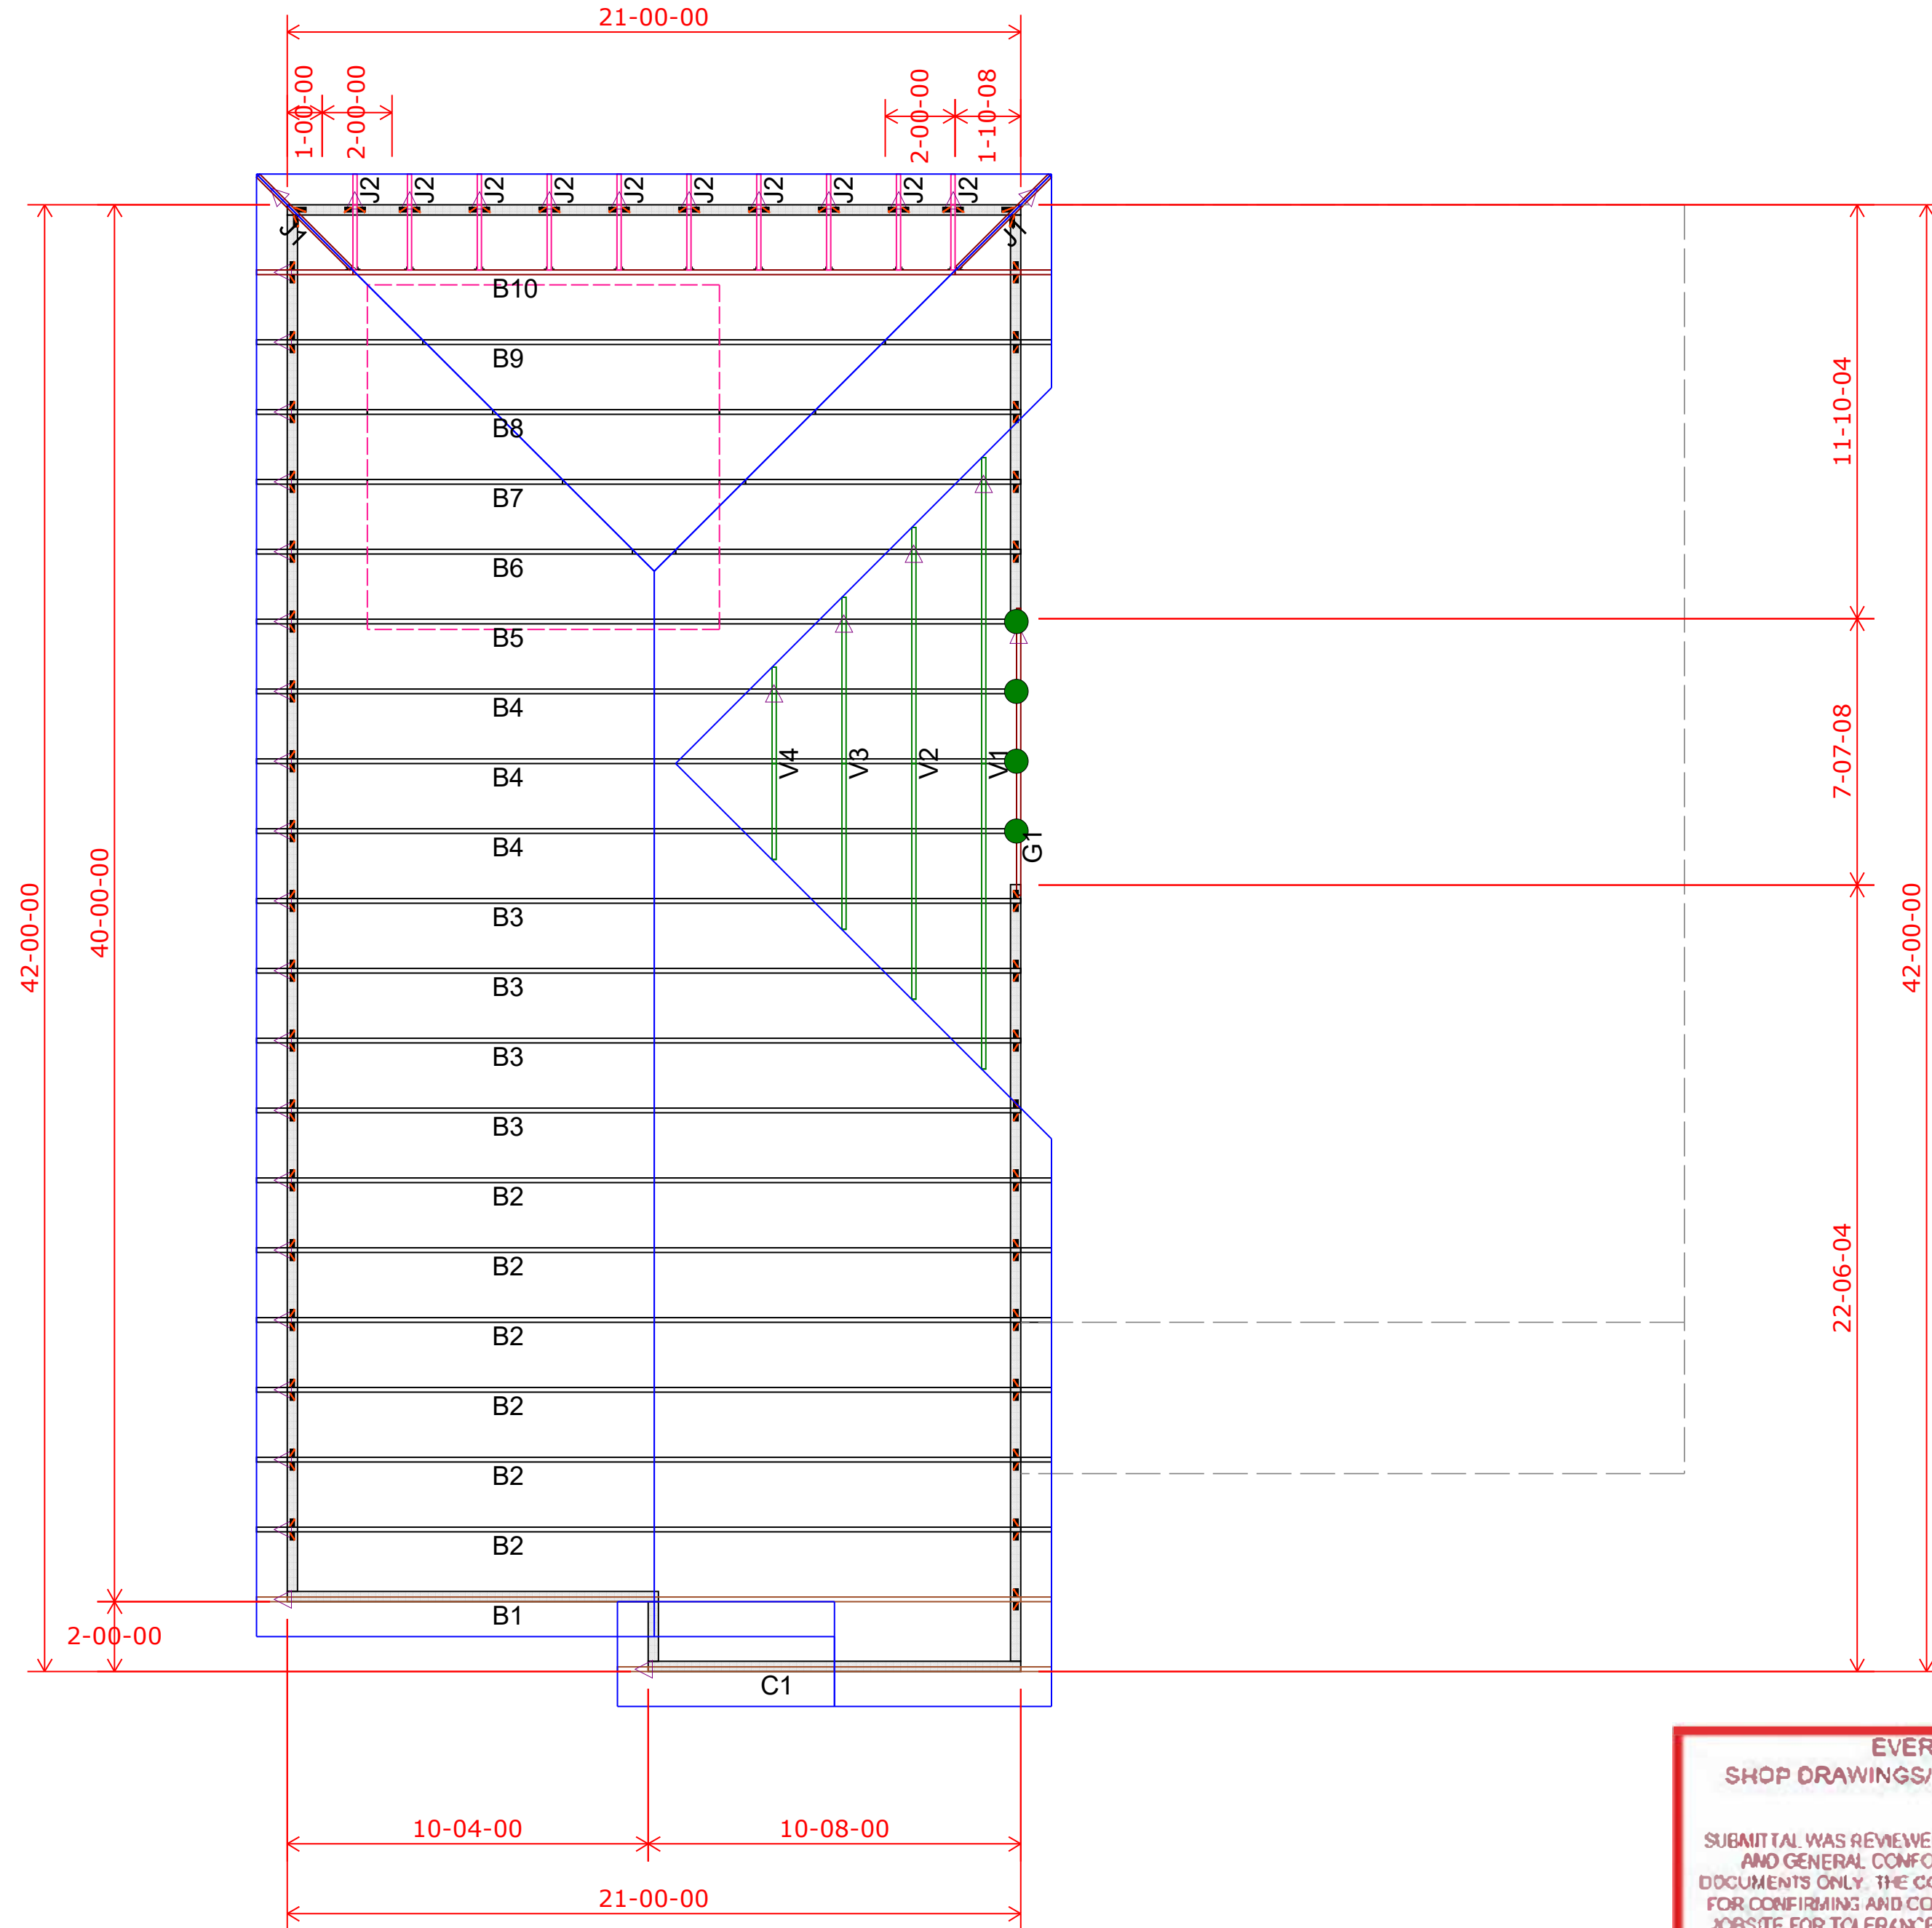 21-00-00
1-00-00
2-00-00
2-00-00
1-10-08
J2 J2 J2 J2 J2 J2 J2 J2 J2 J2
J1
J1
B10
B9
B8
B7
B6
B5
B4
B4
B4
B3
B3
B3
B3
B2
B2
B2
B2
B2
B2
B1
C1
V4 V3 V2 V1
G1
42-00-00
40-00-00
2-00-00
11-10-04
7-07-08
22-06-04
42-00-00
10-04-00
10-08-00
21-00-00
EVER
SHOP DRAWINGS/
SUBMITTAL WAS REVIEWE
AND GENERAL CONFO
DOCUMENTS ONLY. THE CO
FOR CONFIRMING AND CO
JOBSITE FOR TOLERANCE